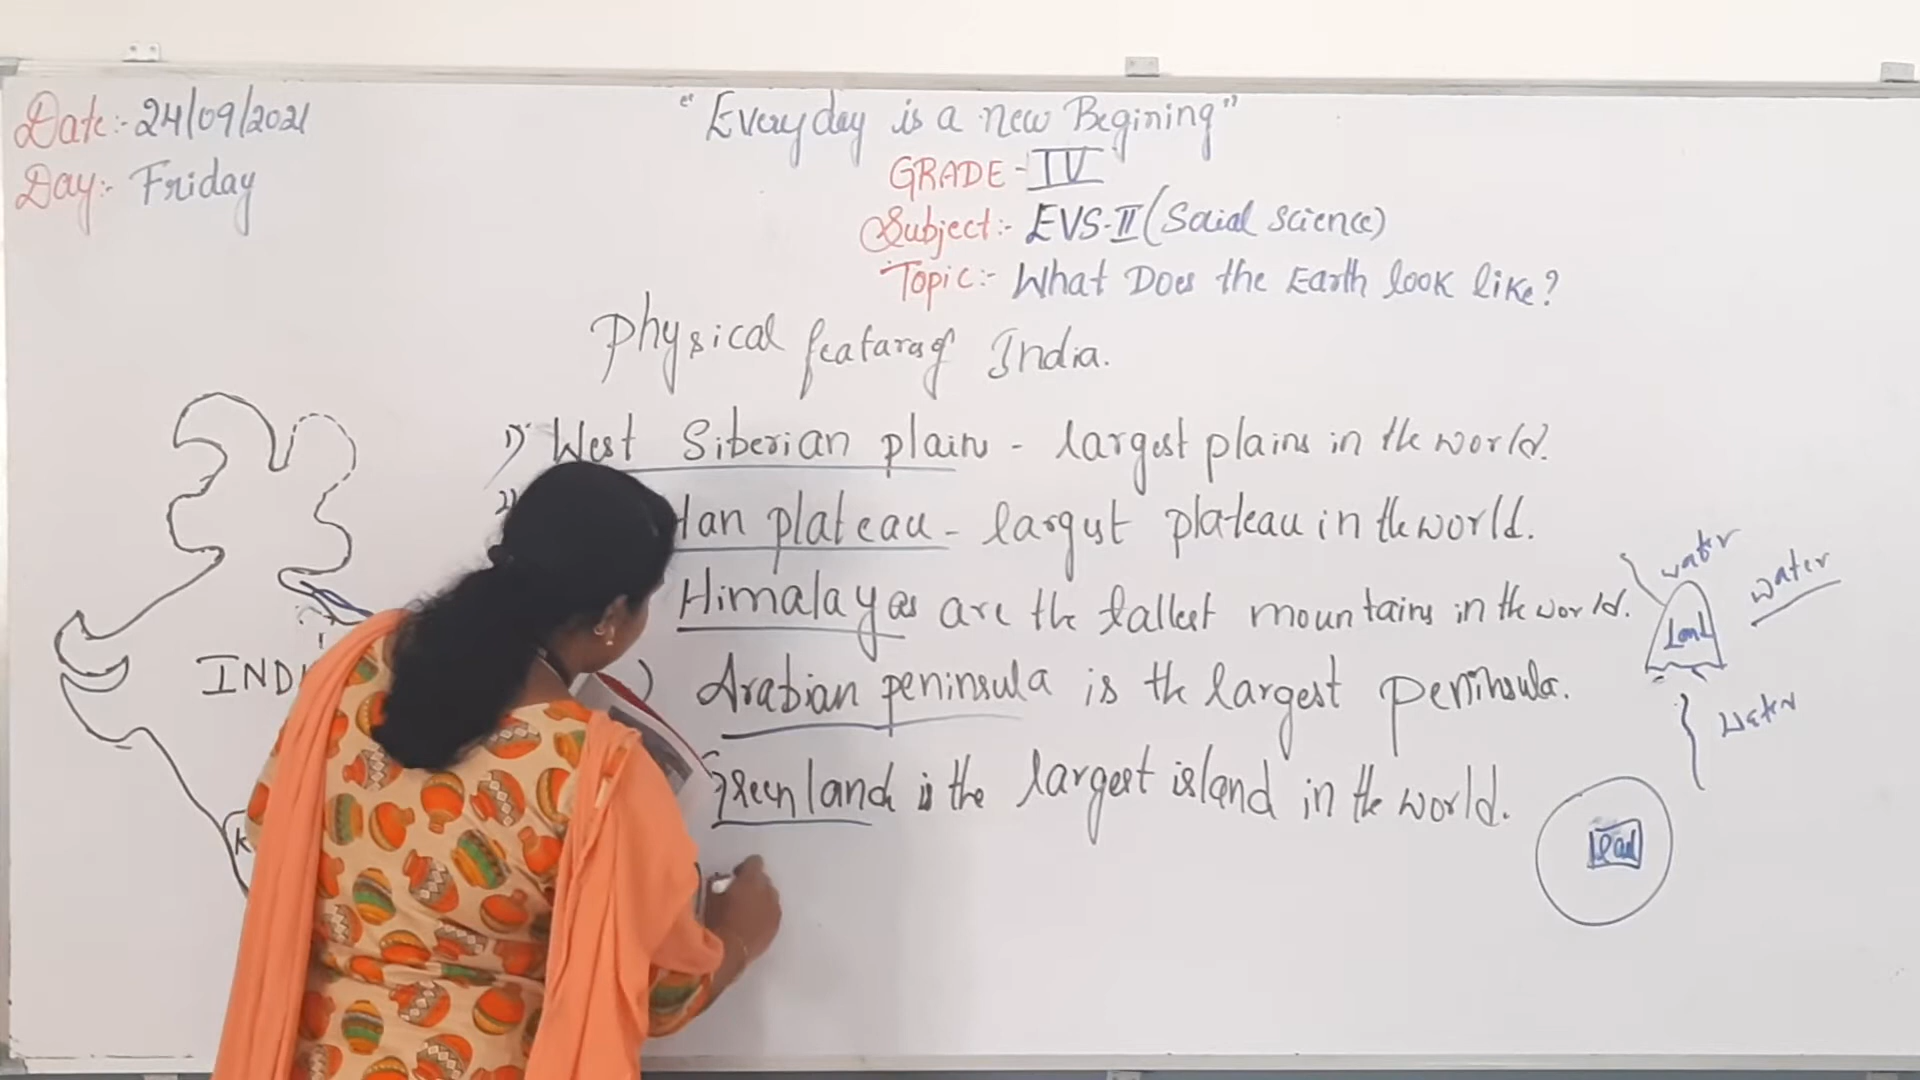 Date:- 24/09/2021
Day:- Friday
"Everyday is a new Begining"
GRADE - IV
Subject:- EVS-II (Social Science)
Topic:- What Does the Earth look like?
Physical features of India.
1) West Siberian plain - largest plains in the world.
2) tan plateau - largest plateau in the world.
Himalayas are the tallest mountains in the world.
) Arabian peninsula is the largest Peninsula.
Greenland is the largest island in the world.
INDI
K
water
water
Land
water
land